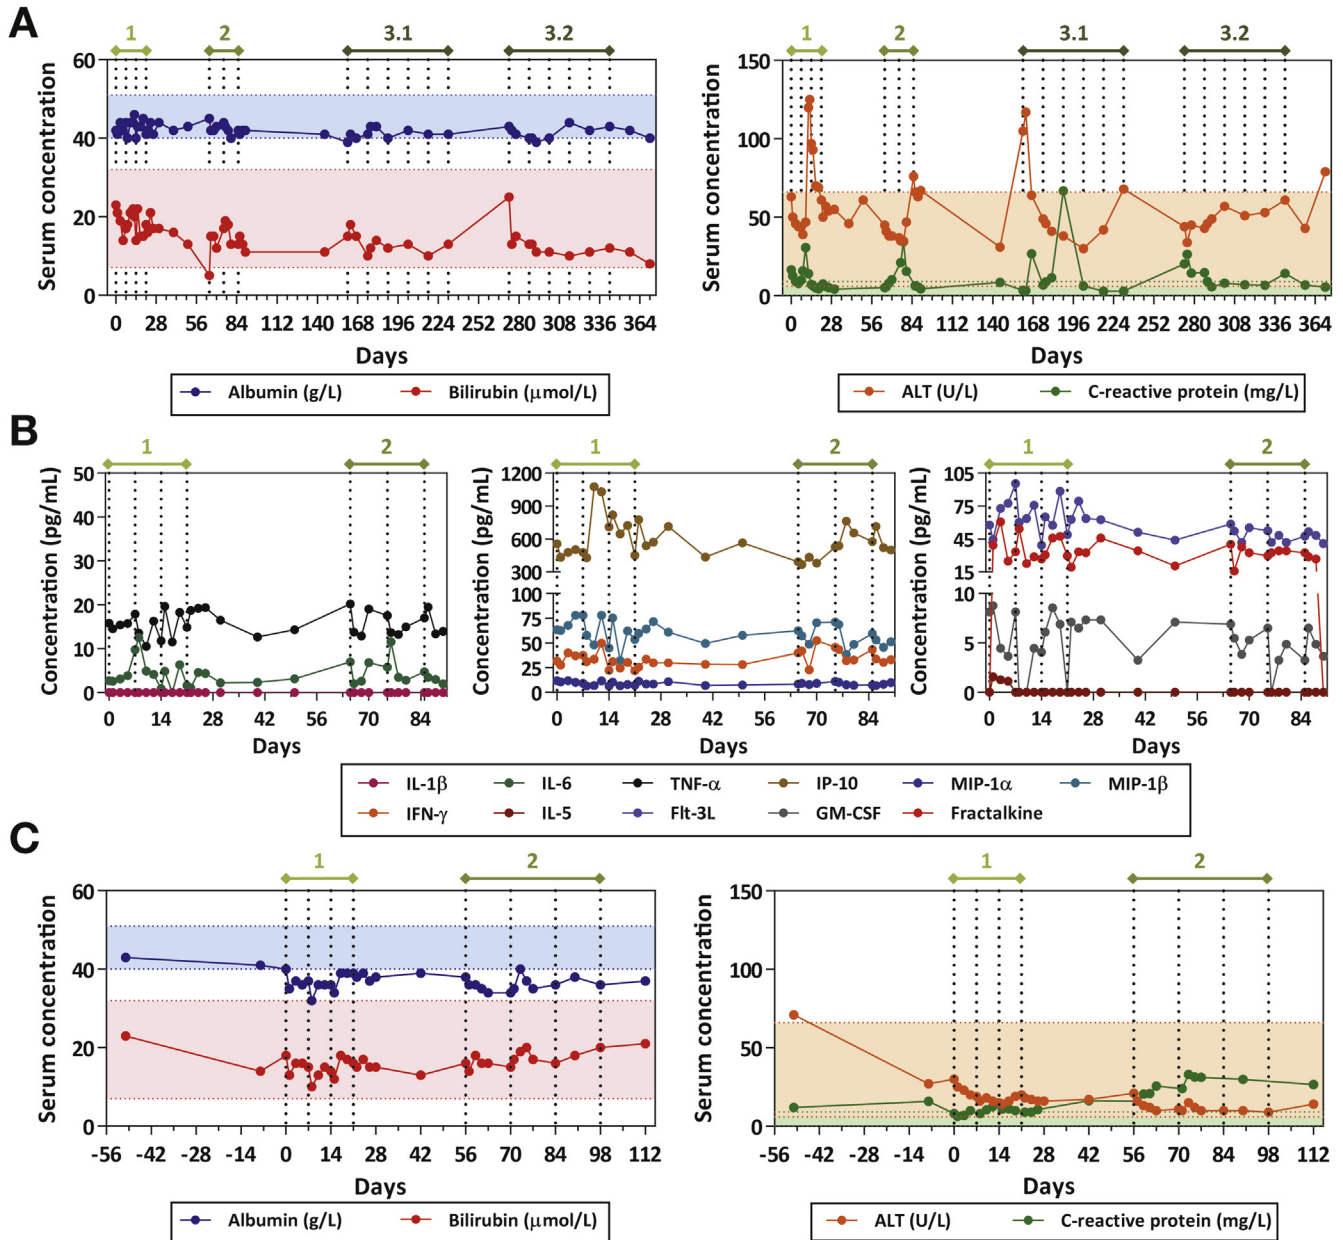 A
1 2 3.1 3.2
Serum concentration
60
40
20
0
0 28 56 84 112 140 168 196 224 252 280 308 336 364
Days
Albumin (g/L) Bilirubin (μmol/L)
1 2 3.1 3.2
Serum concentration
150
100
50
0
0 28 56 84 112 140 168 196 224 252 280 308 336 364
Days
ALT (U/L) C-reactive protein (mg/L)
B
1 2
Concentration (pg/mL)
50
40
30
20
10
0
0 14 28 42 56 70 84
Days
1 2
Concentration (pg/mL)
1200
900
600
300
100
75
50
25
0
0 14 28 42 56 70 84
Days
1 2
Concentration (pg/mL)
105
75
45
15
10
5
0
0 14 28 42 56 70 84
Days
IL-1β IL-6 TNF-α IP-10 MIP-1α MIP-1β
IFN-γ IL-5 Flt-3L GM-CSF Fractalkine
C
1 2
Serum concentration
60
40
20
0
-56 -42 -28 -14 0 14 28 42 56 70 84 98 112
Days
Albumin (g/L) Bilirubin (μmol/L)
1 2
Serum concentration
150
100
50
0
-56 -42 -28 -14 0 14 28 42 56 70 84 98 112
Days
ALT (U/L) C-reactive protein (mg/L)